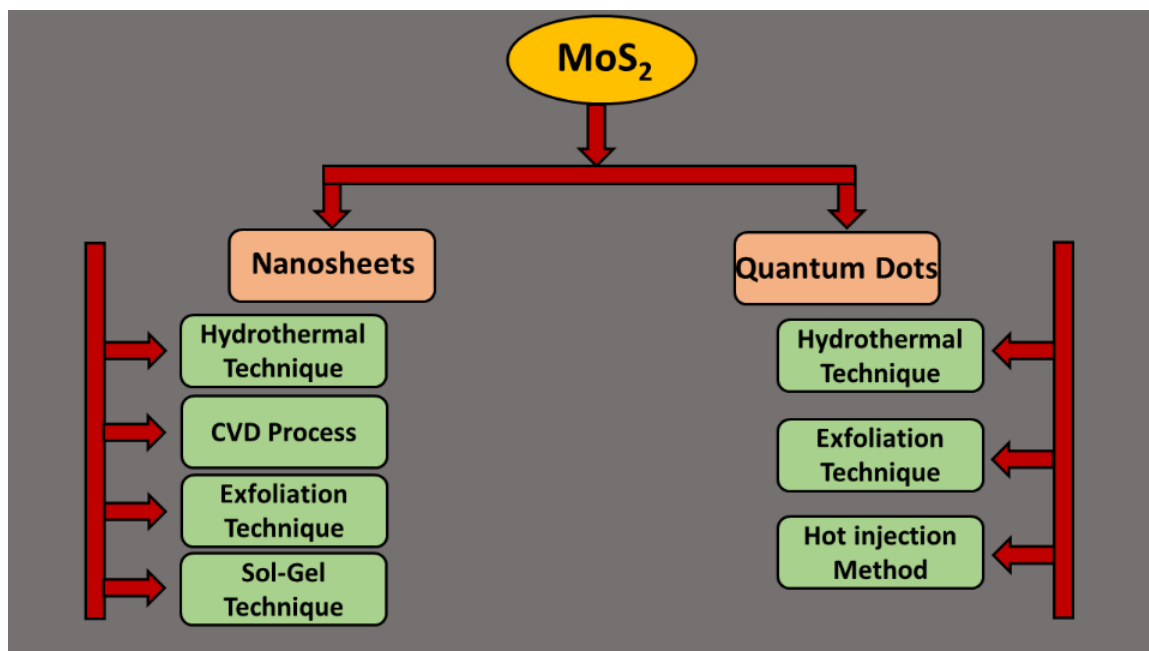 MoS₂
Nanosheets
Hydrothermal
Technique
CVD Process
Exfoliation
Technique
Sol-Gel
Technique
Quantum Dots
Hydrothermal
Technique
Exfoliation
Technique
Hot injection
Method